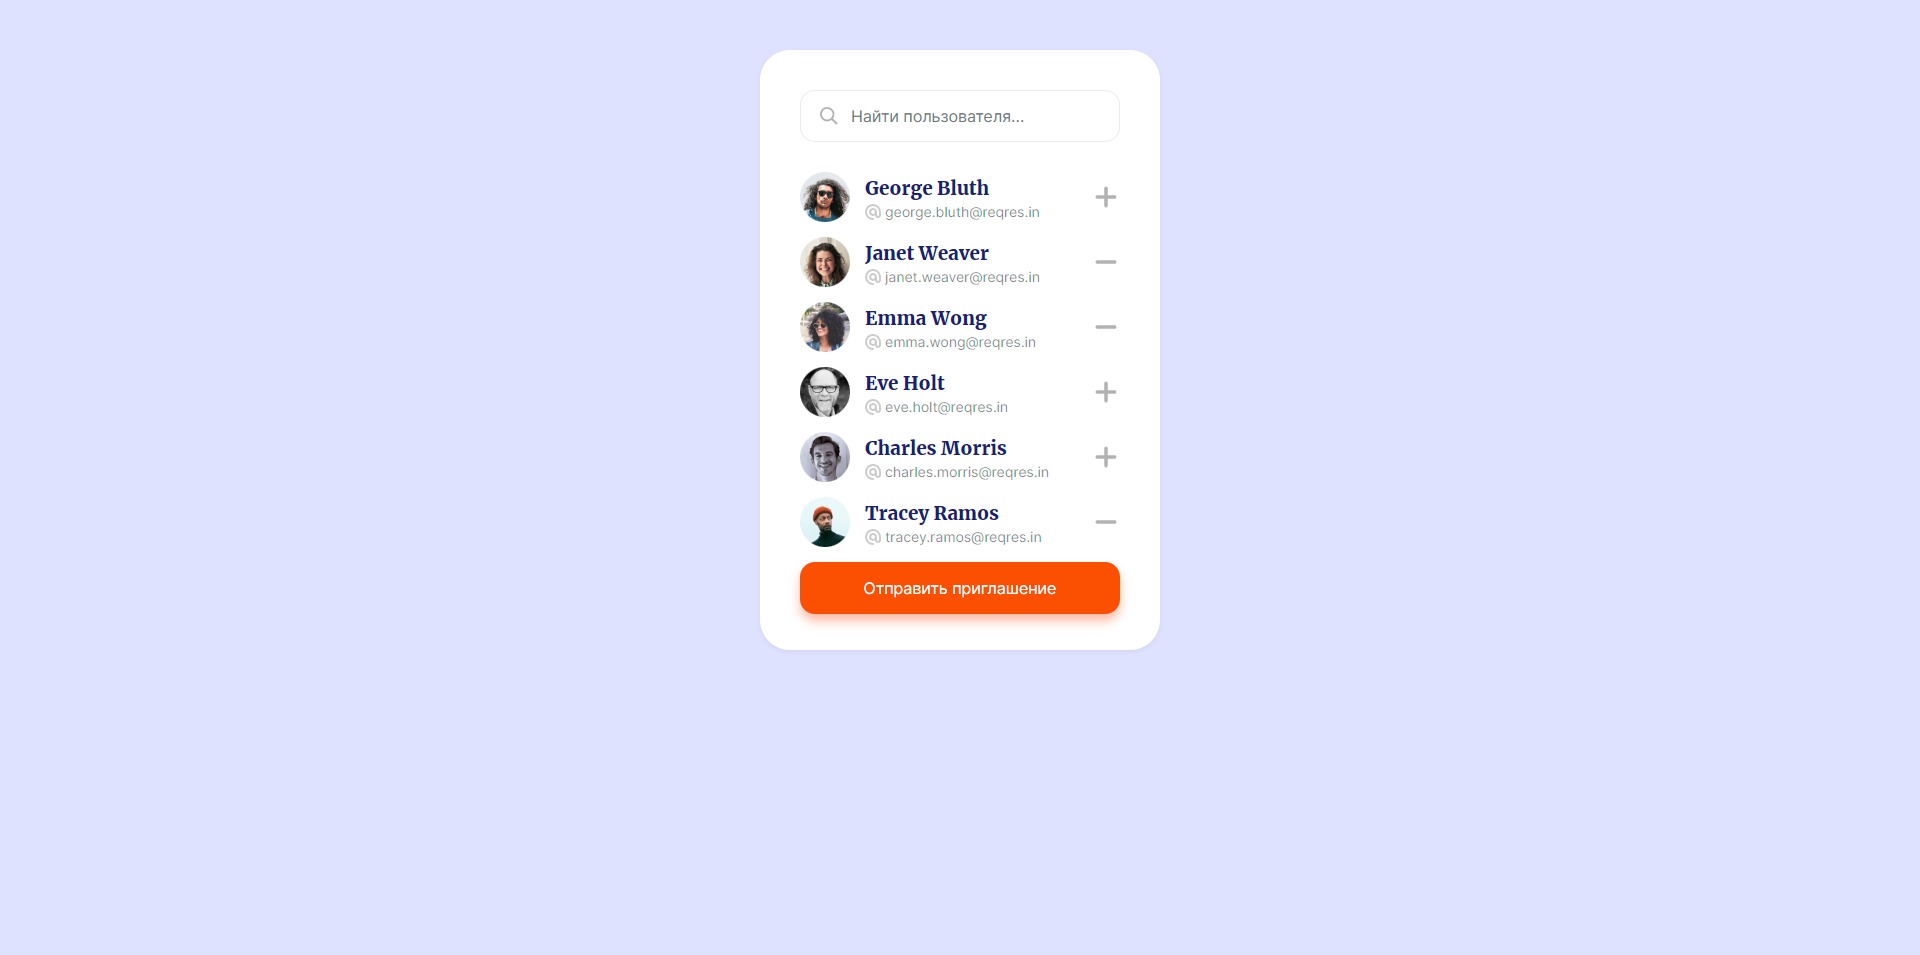 Найти пользователя...
George Bluth
george.bluth@reqres.in
Janet Weaver
janet.weaver@reqres.in
Emma Wong
emma.wong@reqres.in
Eve Holt
eve.holt@reqres.in
Charles Morris
charles.morris@reqres.in
Tracey Ramos
tracey.ramos@reqres.in
Отправить приглашение